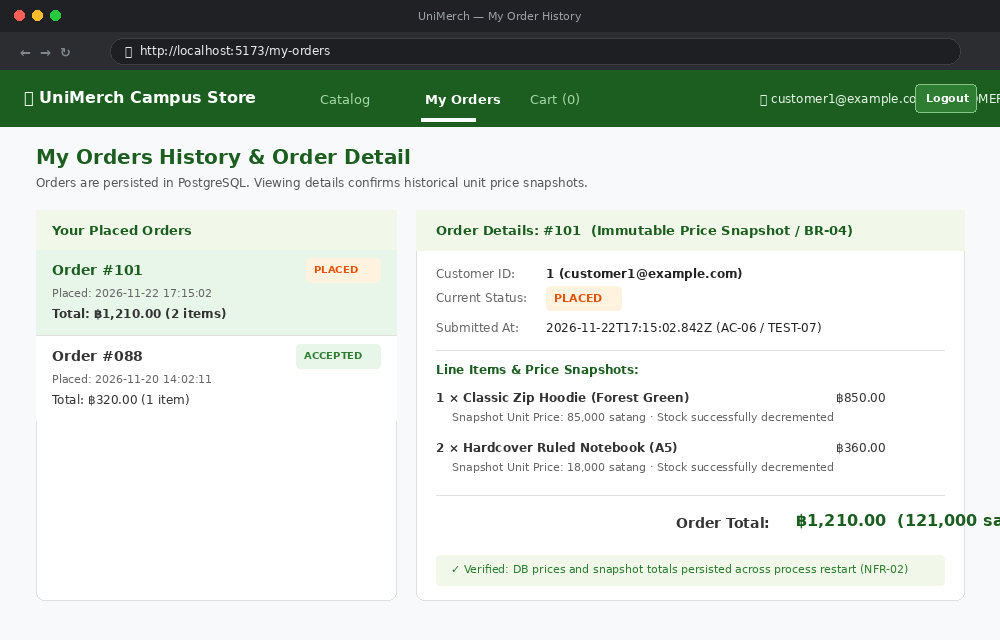 UniMerch — My Order History
← → ↻ http://localhost:5173/my-orders
UniMerch Campus Store
Catalog
My Orders
Cart (0)
customer1@example.co
Logout
My Orders History & Order Detail
Orders are persisted in PostgreSQL. Viewing details confirms historical unit price snapshots.
Your Placed Orders
Order #101
PLACED
Placed: 2026-11-22 17:15:02
Total: ฿1,210.00 (2 items)
Order #088
ACCEPTED
Placed: 2026-11-20 14:02:11
Total: ฿320.00 (1 item)
Order Details: #101 (Immutable Price Snapshot / BR-04)
Customer ID: 1 (customer1@example.com)
Current Status: PLACED
Submitted At: 2026-11-22T17:15:02.842Z (AC-06 / TEST-07)
Line Items & Price Snapshots:
1 × Classic Zip Hoodie (Forest Green) ฿850.00
Snapshot Unit Price: 85,000 satang · Stock successfully decremented
2 × Hardcover Ruled Notebook (A5) ฿360.00
Snapshot Unit Price: 18,000 satang · Stock successfully decremented
Order Total: ฿1,210.00 (121,000 sa
✓ Verified: DB prices and snapshot totals persisted across process restart (NFR-02)